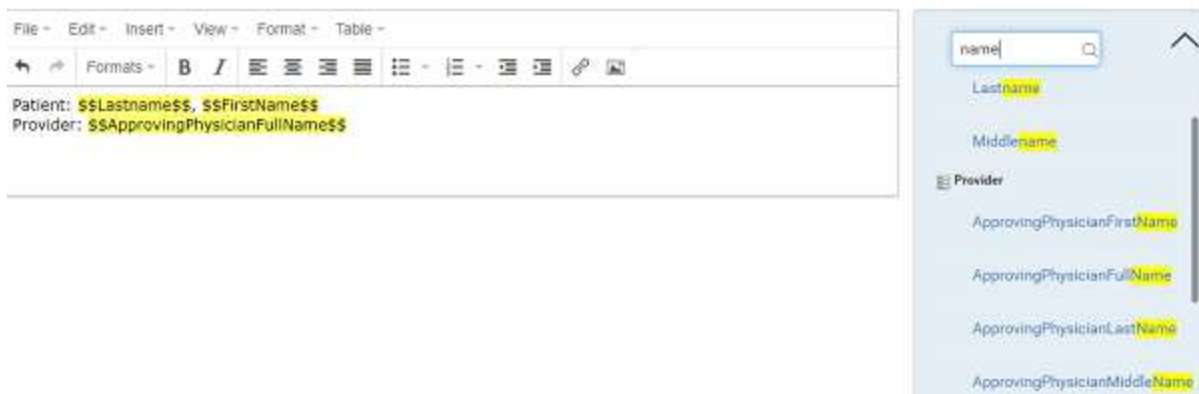 File Edit Insert View Format Table
Formats B I
Patient: $$Lastname$$, $$FirstName$$
Provider: $$ApprovingPhysicianFullName$$
name
Lastname
Middlename
Provider
ApprovingPhysicianFirstName
ApprovingPhysicianFullName
ApprovingPhysicianLastName
ApprovingPhysicianMiddleName